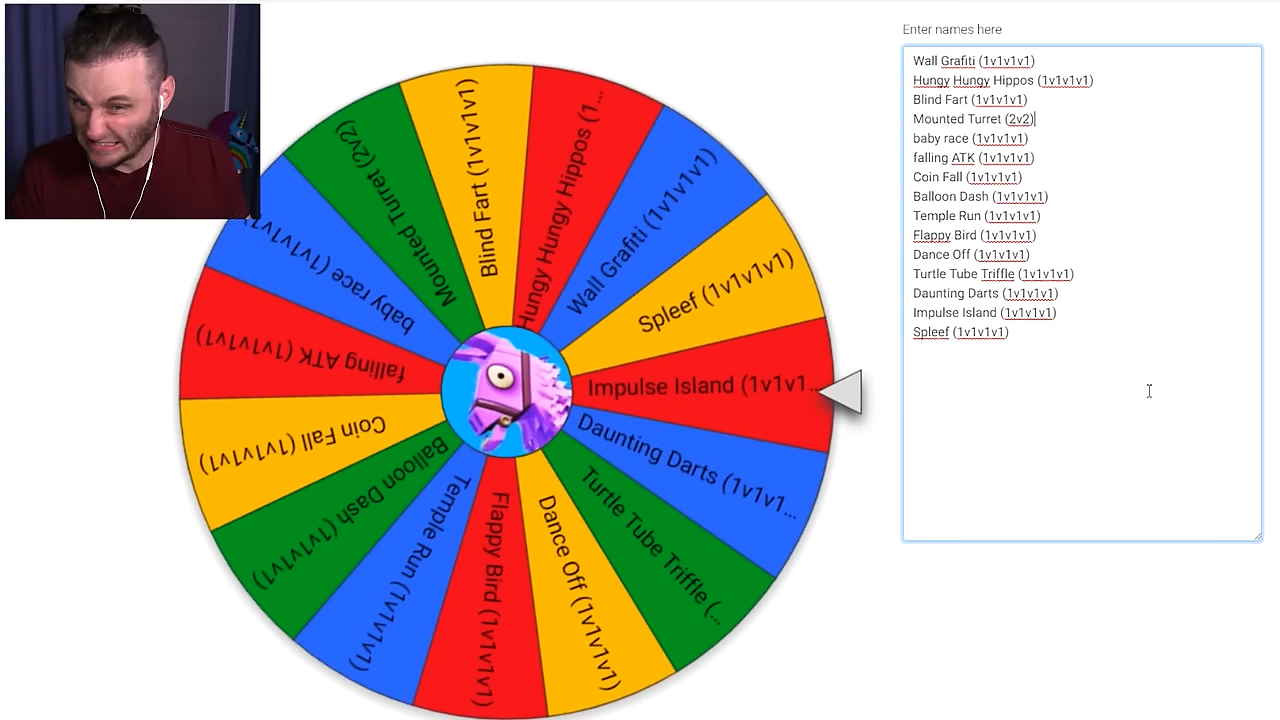 Enter names here
Wall Grafiti (1v1v1v1)
Hungy Hungy Hippos (1v1v1v1)
Blind Fart (1v1v1v1)
Mounted Turret (2v2)
baby race (1v1v1v1)
falling ATK (1v1v1v1)
Coin Fall (1v1v1v1)
Balloon Dash (1v1v1v1)
Temple Run (1v1v1v1)
Flappy Bird (1v1v1v1)
Dance Off (1v1v1v1)
Turtle Tube Triffle (1v1v1v1)
Daunting Darts (1v1v1v1)
Impulse Island (1v1v1v1)
Spleef (1v1v1v1)
Mounted Turret (2v2)
Blind Fart (1v1v1v1)
Hungy Hungy Hippos (1...
Wall Grafiti (1v1v1v1)
Spleef (1v1v1v1)
Impulse Island (1v1v1...
Daunting Darts (1v1v1...
Turtle Tube Triffle (...
Dance Off (1v1v1v1)
Flappy Bird (1v1v1v1)
Temple Run (1v1v1v1)
Balloon Dash (1v1v1v1)
Coin Fall (1v1v1v1)
falling ATK (1v1v1v1)
baby race (1v1v1v1)